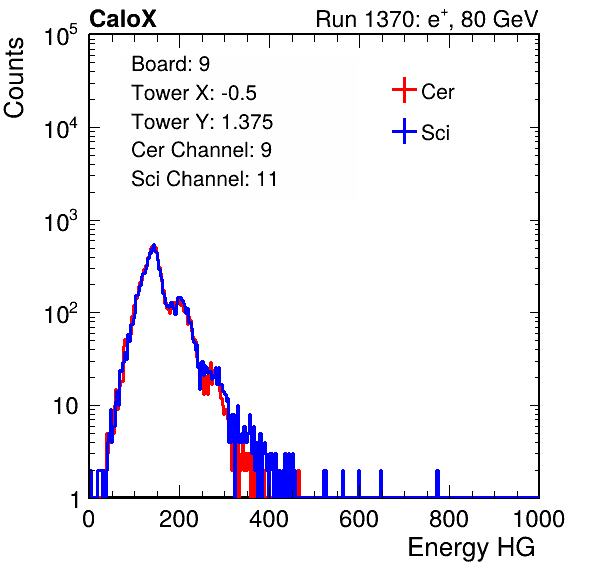 CaloX Run 1370: e⁺, 80 GeV
Counts
10⁵
10⁴
10³
10²
10
1
Board: 9
Tower X: -0.5
Tower Y: 1.375
Cer Channel: 9
Sci Channel: 11
Cer
Sci
0 200 400 600 800 1000
Energy HG